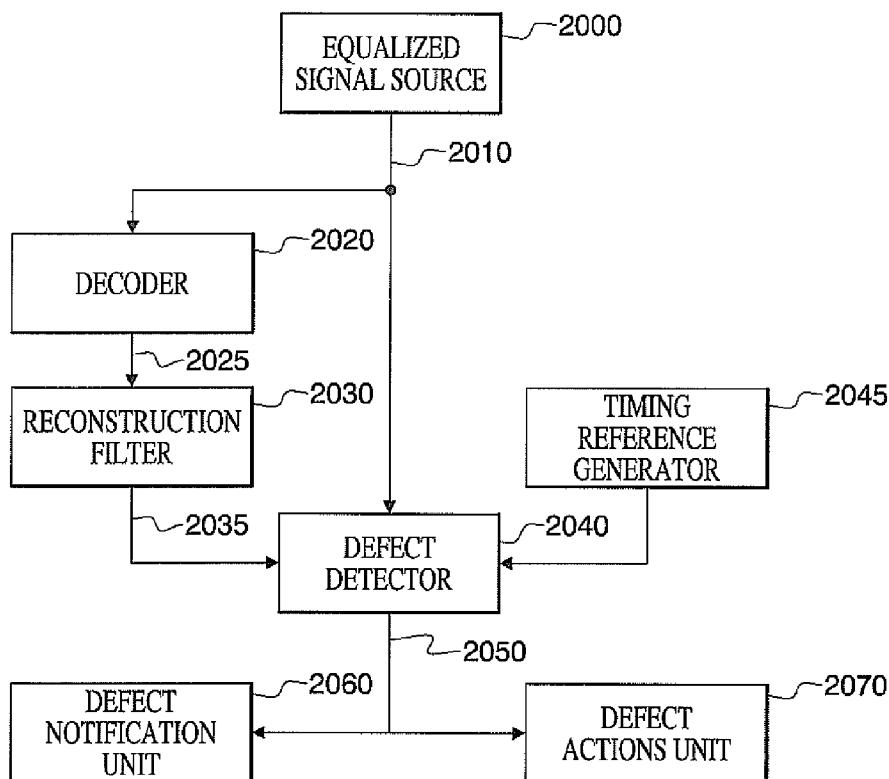 EQUALIZED
SIGNAL SOURCE
2000
2010
DECODER
2020
2025
RECONSTRUCTION
FILTER
2030
TIMING
REFERENCE
GENERATOR
2045
2035
DEFECT
DETECTOR
2040
2050
DEFECT
NOTIFICATION
UNIT
2060
DEFECT
ACTIONS UNIT
2070